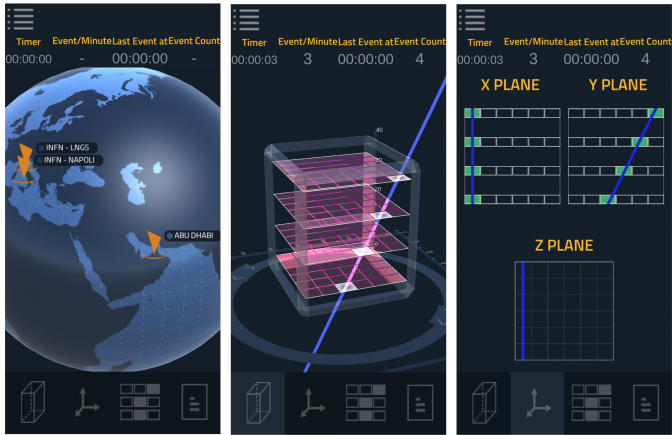 Timer Event/Minute Last Event at Event Count
00:00:00 - 00:00:00 -
INFN - LNGS
INFN - NAPOLI
ABU DHABI
Timer Event/Minute Last Event at Event Count
00:00:03 3 00:00:00 4
40
Timer Event/Minute Last Event at Event Count
00:00:03 3 00:00:00 4
X PLANE Y PLANE
Z PLANE